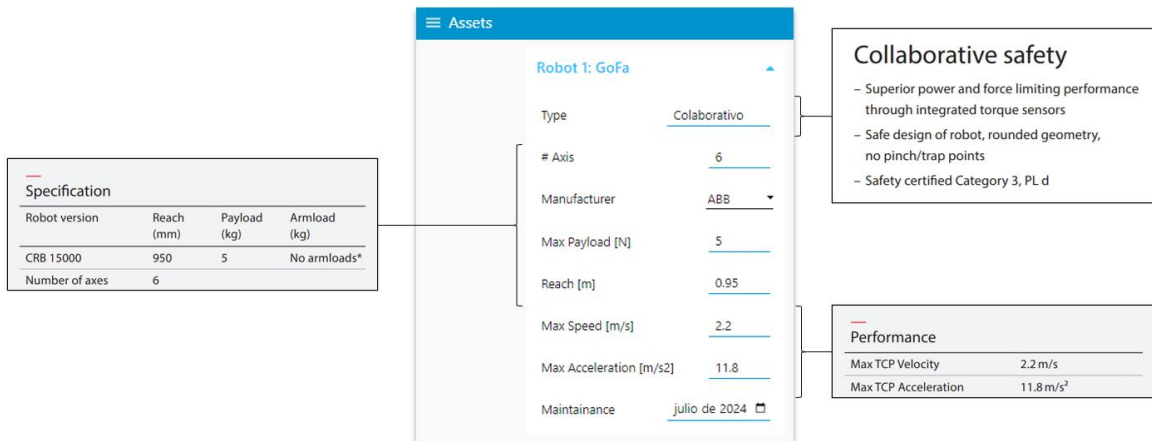 Assets
Robot 1: GoFa
Type Colaborativo
# Axis 6
Manufacturer ABB
Max Payload [N] 5
Reach [m] 0.95
Max Speed [m/s] 2.2
Max Acceleration [m/s2] 11.8
Maintainance julio de 2024
Specification
Robot version Reach (mm) Payload (kg) Armload (kg)
CRB 15000 950 5 No armloads*
Number of axes 6
Collaborative safety
– Superior power and force limiting performance
through integrated torque sensors
– Safe design of robot, rounded geometry,
no pinch/trap points
– Safety certified Category 3, PL d
Performance
Max TCP Velocity 2.2 m/s
Max TCP Acceleration 11.8 m/s²